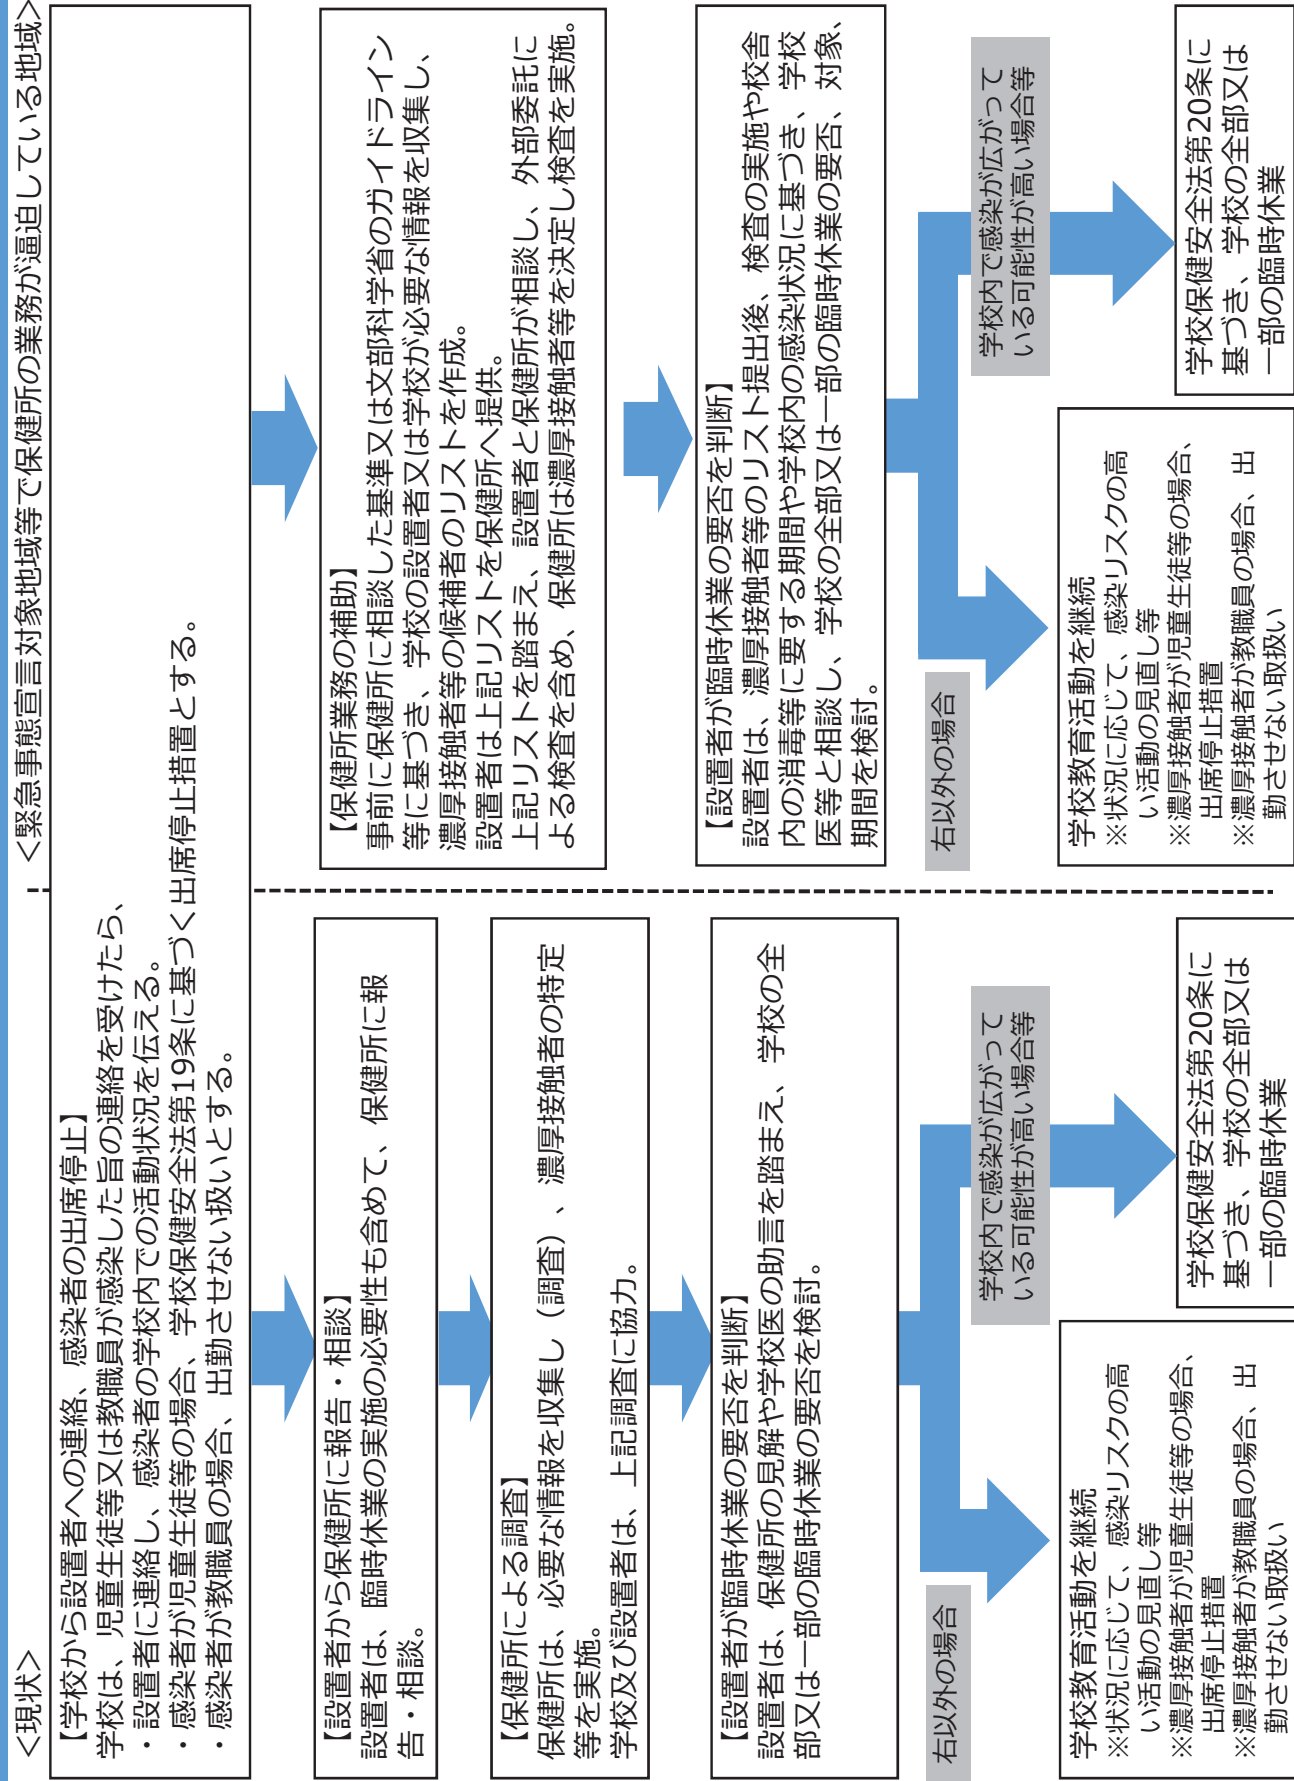 <現状>
<緊急事態宣言対象地域等で保健所の業務が逼迫している地域>
【学校から設置者への連絡、感染者の出席停止】
学校は、児童生徒等又は教職員が感染した旨の連絡を受けたら、
・設置者に連絡し、感染者の学校内での活動状況を伝える。
・感染者が児童生徒等の場合、学校保健安全法第19条に基づく出席停止措置とする。
・感染者が教職員の場合、出勤させない扱いとする。
【設置者から保健所に報告・相談】
設置者は、臨時休業の実施の必要性も含めて、保健所に報
告・相談。
【保健所による調査】
保健所は、必要な情報を収集し（調査）、濃厚接触者の特定
等を実施。
学校及び設置者は、上記調査に協力。
【設置者が臨時休業の要否を判断】
設置者は、保健所の見解や学校医の助言を踏まえ、学校の全
部又は一部の臨時休業の要否を検討。
右以外の場合
学校内で感染が広がって
いる可能性が高い場合等
学校教育活動を継続
※状況に応じて、感染リスクの高
い活動の見直し等
※濃厚接触者が児童生徒等の場合、
出席停止措置
※濃厚接触者が教職員の場合、出
勤させない取扱い
学校保健安全法第20条に
基づき、学校の全部又は
一部の臨時休業
【保健所業務の補助】
事前に保健所に相談した基準又は文部科学省のガイドライン
等に基づき、学校の設置者又は学校が必要な情報を収集し、
濃厚接触者等の候補者のリストを作成。
設置者は上記リストを保健所へ提供。
上記リストを踏まえ、設置者と保健所が相談し、外部委託に
よる検査を含め、保健所は濃厚接触者等を決定し検査を実施。
【設置者が臨時休業の要否を判断】
設置者は、濃厚接触者等のリスト提出後、検査の実施や校舎
内の消毒等に要する期間や学校内の感染状況に基づき、学校
医等と相談し、学校の全部又は一部の臨時休業の要否、対象、
期間を検討。
右以外の場合
学校内で感染が広がって
いる可能性が高い場合等
学校教育活動を継続
※状況に応じて、感染リスクの高
い活動の見直し等
※濃厚接触者が児童生徒等の場合、
出席停止措置
※濃厚接触者が教職員の場合、出
勤させない取扱い
学校保健安全法第20条に
基づき、学校の全部又は
一部の臨時休業